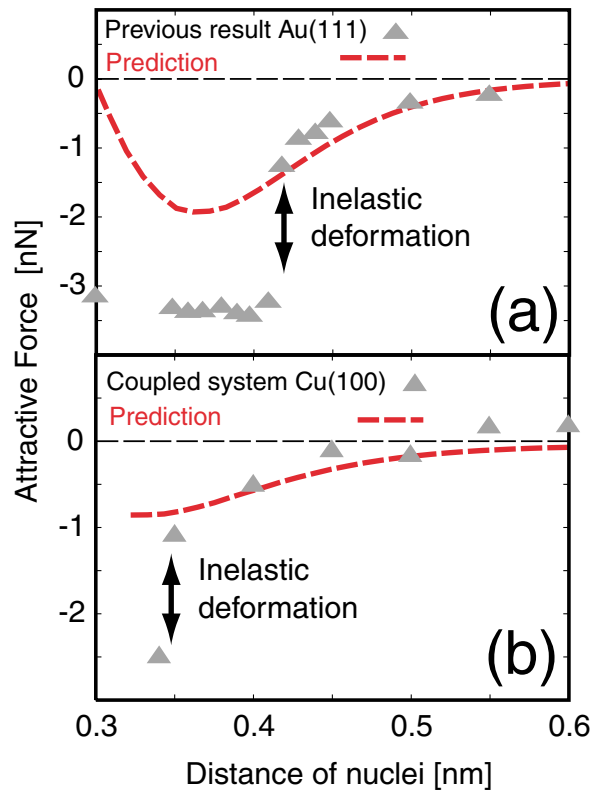 Previous result Au(111)
Prediction
0
-1
-2
-3
Inelastic
deformation
(a)
Coupled system Cu(100)
Prediction
0
-1
-2
Inelastic
deformation
(b)
0.3 0.4 0.5 0.6
Distance of nuclei [nm]
Attractive Force [nN]